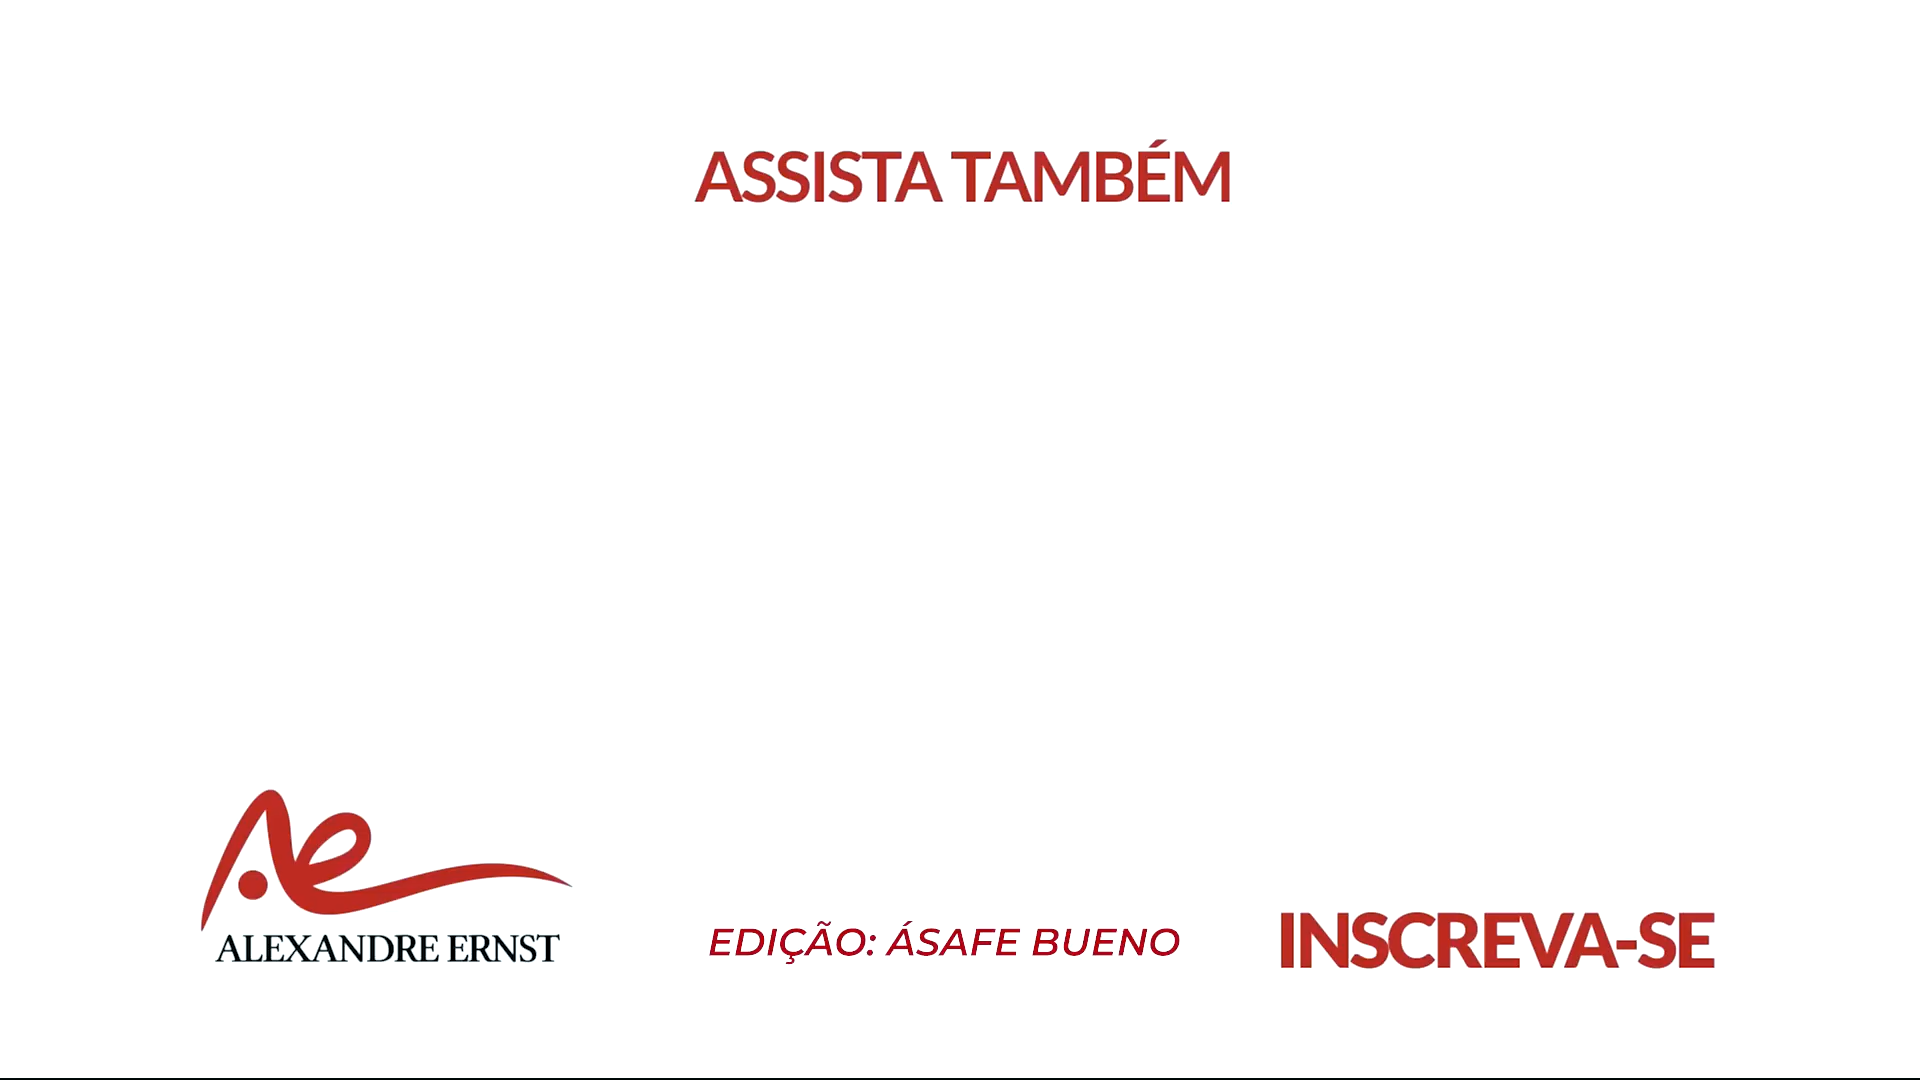 ASSISTA TAMBÉM
ALEXANDRE ERNST
EDIÇÃO: ÁSAFE BUENO
INSCREVA-SE